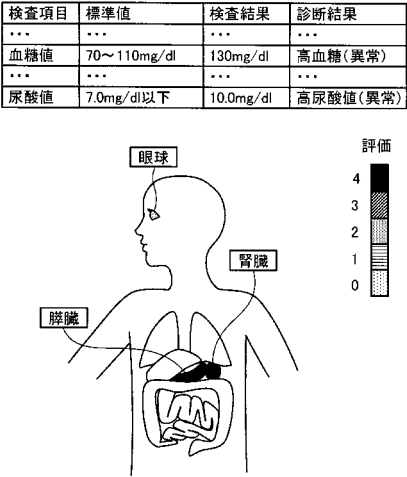 検査項目 標準値 検査結果 診断結果
… … … …
血糖値 70～110mg/dl 130mg/dl 高血糖(異常)
… … … …
尿酸値 7.0mg/dl以下 10.0mg/dl 高尿酸値(異常)
評価
眼球
4
3
2
腎臓
1
0
膵臓